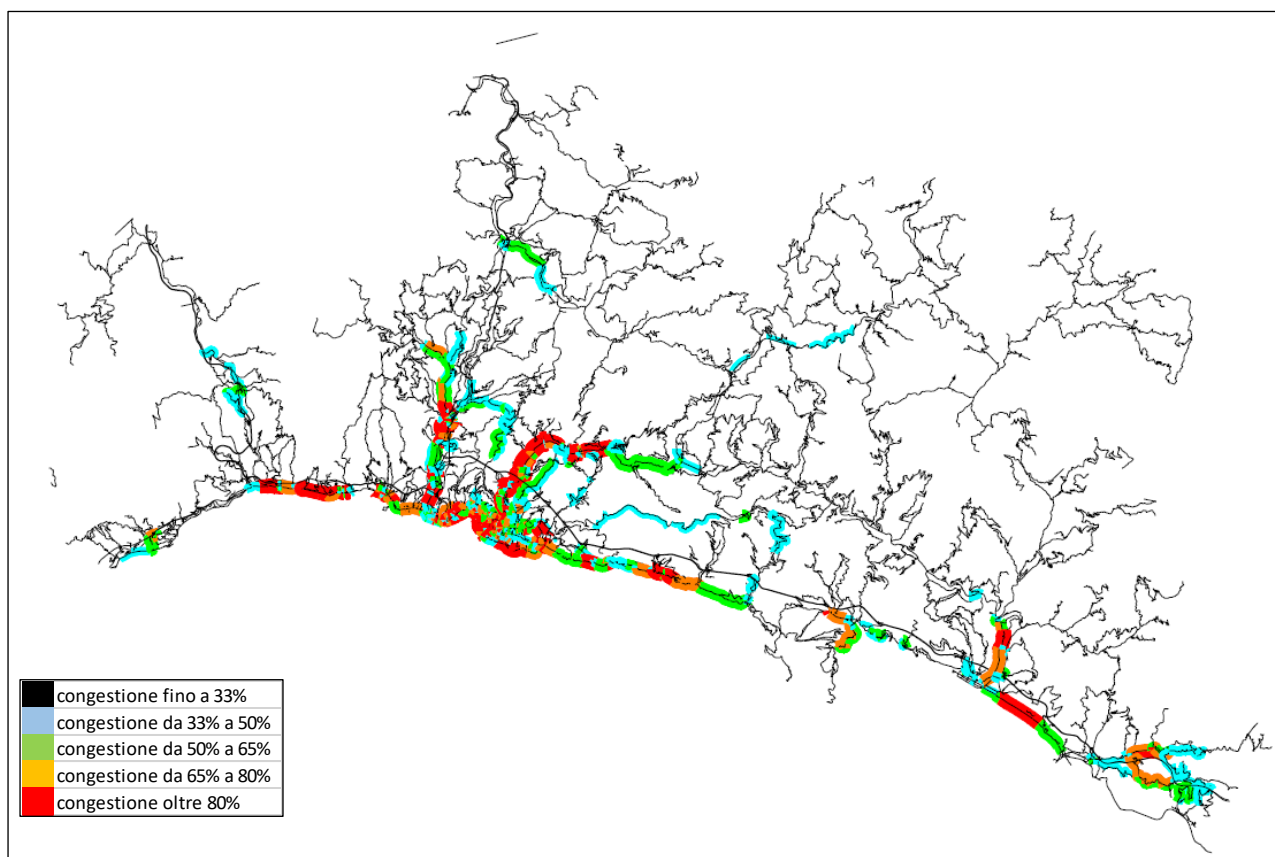 congestione fino a 33%
congestione da 33% a 50%
congestione da 50% a 65%
congestione da 65% a 80%
congestione oltre 80%